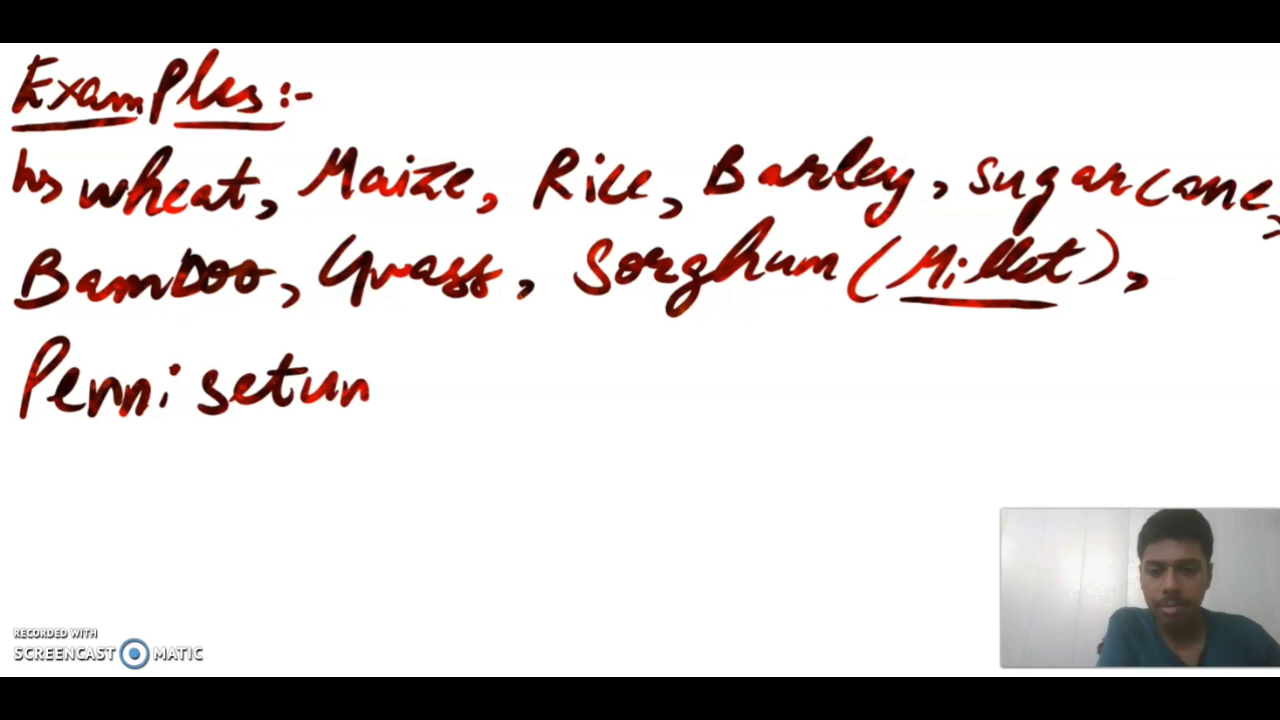 Examples :-
↳ wheat, Maize, Rice, Barley, sugarcane,
Bamboo, Grass, Sorghum (Millet),
Pennisetum
RECORDED WITH
SCREENCAST MATIC